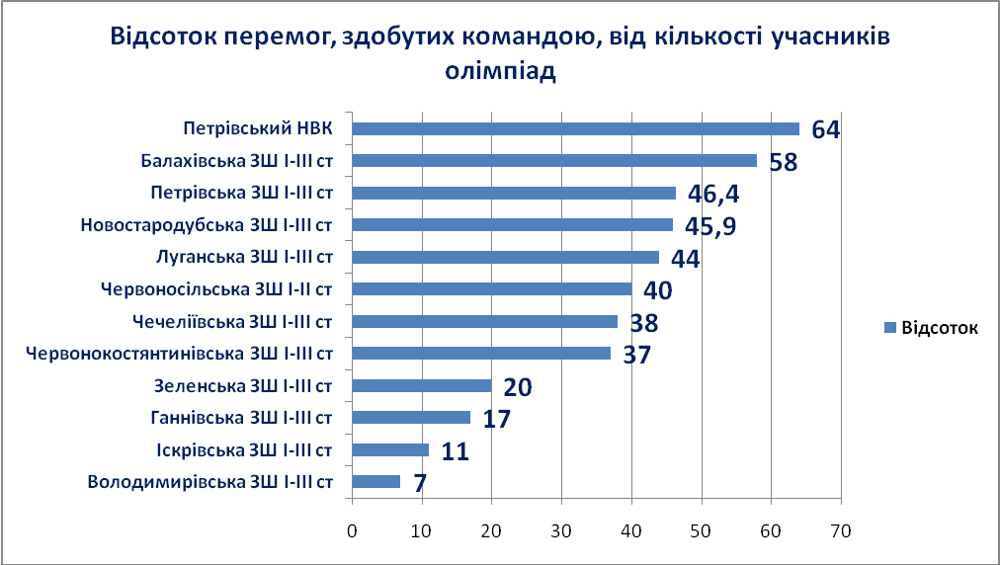 Відсоток перемог, здобутих командою, від кількості учасників
олімпіад
Петрівський НВК 64
Балахівська ЗШ І-ІІІ ст 58
Петрівська ЗШ І-ІІІ ст 46,4
Новостародубська ЗШ І-ІІІ ст 45,9
Луганська ЗШ І-ІІІ ст 44
Червоносільська ЗШ І-ІІ ст 40
Чечеліївська ЗШ І-ІІІ ст 38
Червонокостянтинівська ЗШ І-ІІІ ст 37
Зеленська ЗШ І-ІІІ ст 20
Ганнівська ЗШ І-ІІІ ст 17
Іскрівська ЗШ І-ІІІ ст 11
Володимирівська ЗШ І-ІІІ ст 7
0 10 20 30 40 50 60 70
Відсоток